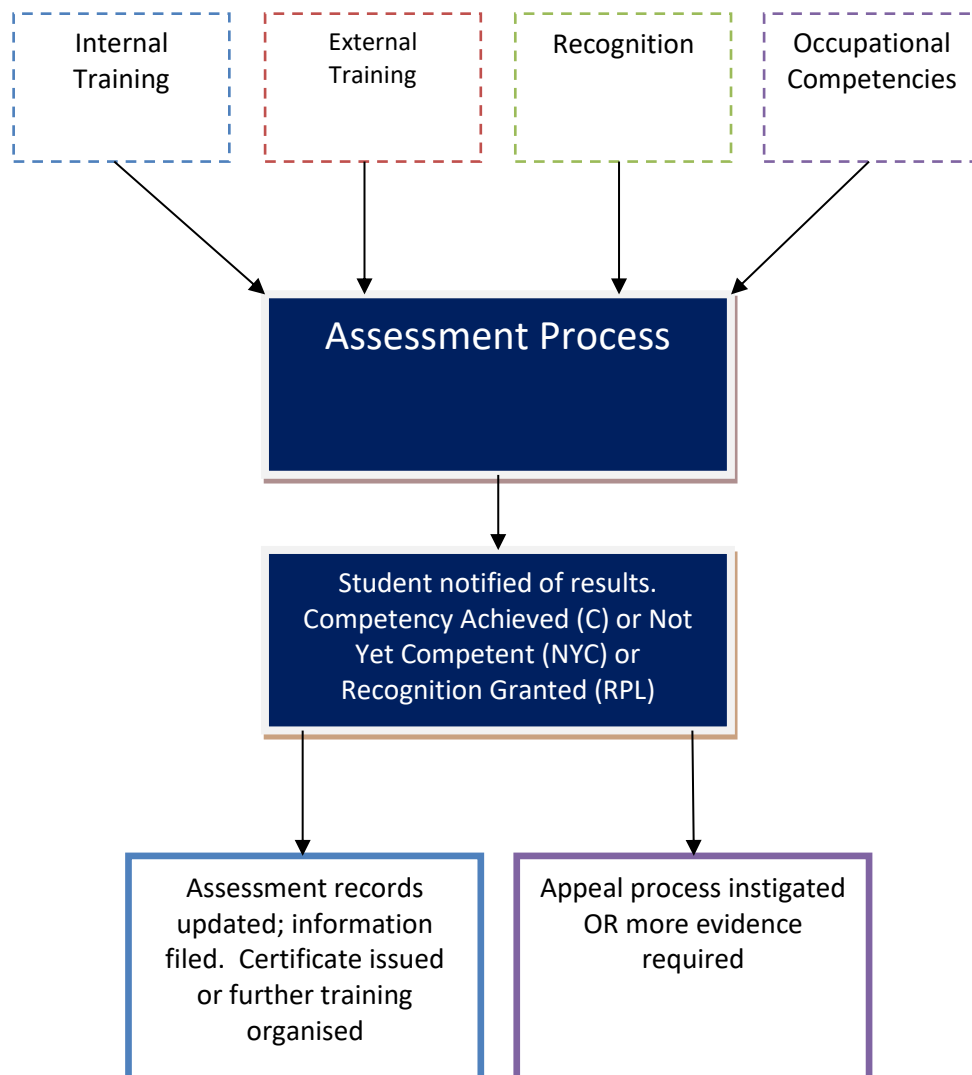 Internal
Training
External
Training
Recognition
Occupational
Competencies
Assessment Process
Student notified of results.
Competency Achieved (C) or Not
Yet Competent (NYC) or
Recognition Granted (RPL)
Assessment records
updated; information
filed.  Certificate issued
or further training
organised
Appeal process instigated
OR more evidence
required